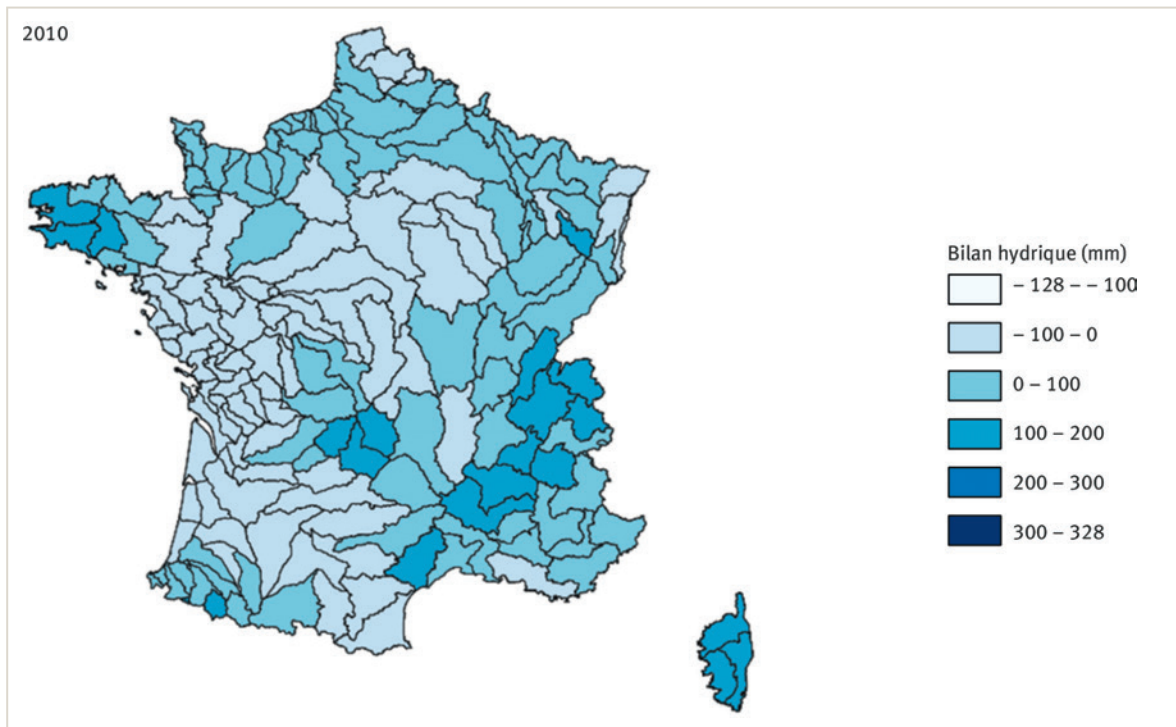 2010
Bilan hydrique (mm)
– 128 – – 100
– 100 – 0
0 – 100
100 – 200
200 – 300
300 – 328